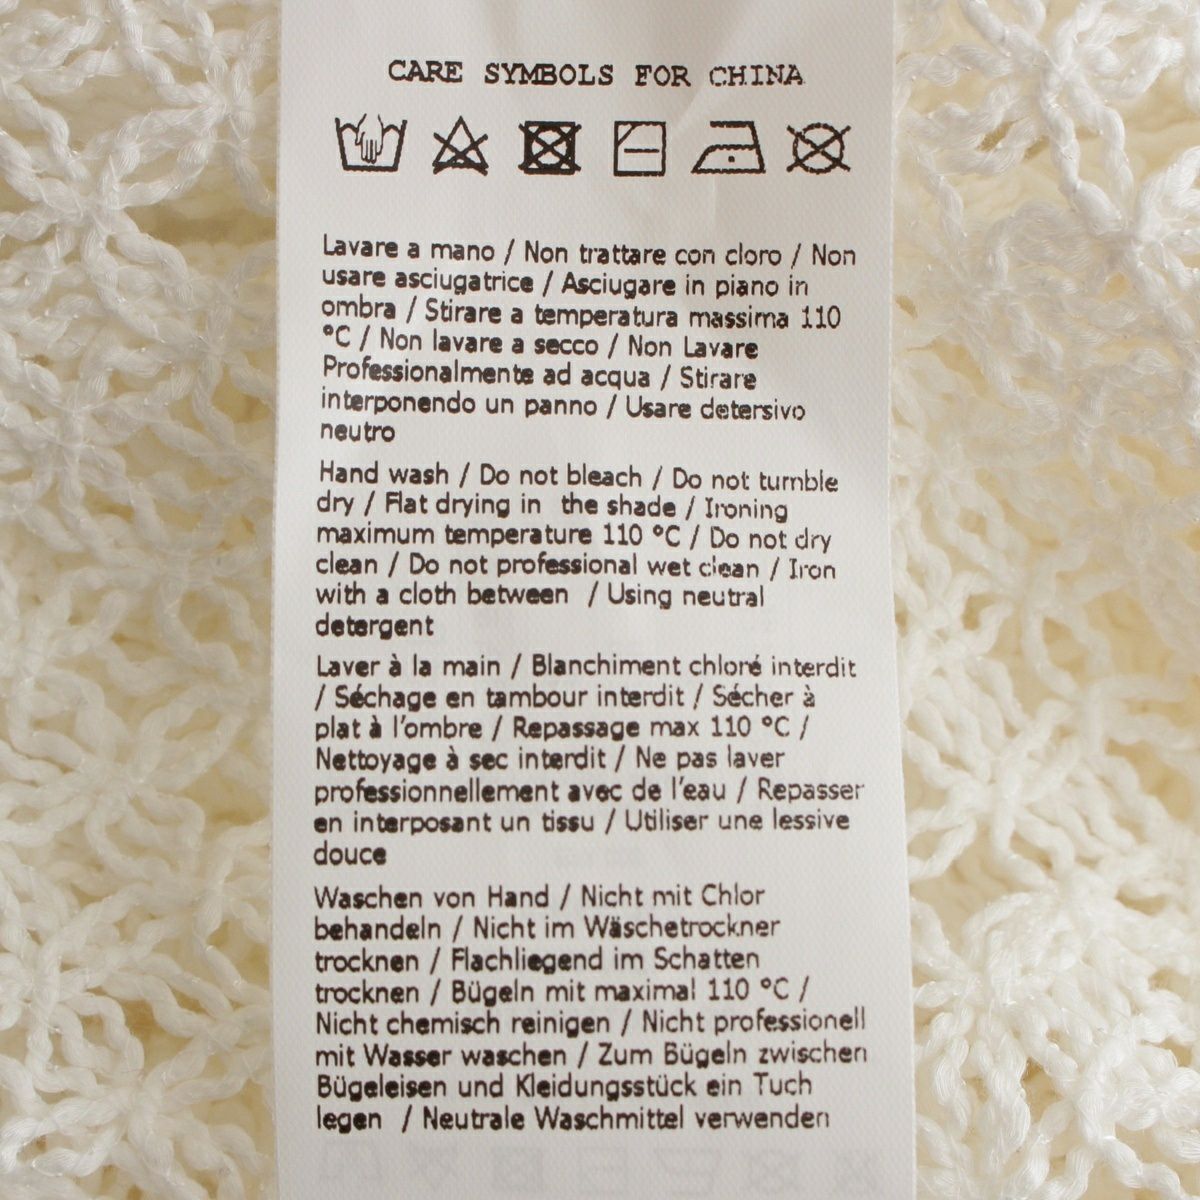 CARE SYMBOLS FOR CHINA
Lavare a mano / Non trattare con cloro / Non
usare asciugatrice / Asciugare in piano in
ombra / Stirare a temperatura massima 110
°C / Non lavare a secco / Non Lavare
Professionalmente ad acqua / Stirare
interponendo un panno / Usare detersivo
neutro
Hand wash / Do not bleach / Do not tumble
dry / Flat drying in the shade / Ironing
maximum temperature 110 °C / Do not dry
clean / Do not professional wet clean / Iron
with a cloth between / Using neutral
detergent
Laver à la main / Blanchiment chloré interdit
/ Séchage en tambour interdit / Sécher à
plat à l'ombre / Repassage max 110 °C /
Nettoyage à sec interdit / Ne pas laver
professionnellement avec de l'eau / Repasser
en interposant un tissu / Utiliser une lessive
douce
Waschen von Hand / Nicht mit Chlor
behandeln / Nicht im Wäschetrockner
trocknen / Flachliegend im Schatten
trocknen / Bügeln mit maximal 110 °C /
Nicht chemisch reinigen / Nicht professionell
mit Wasser waschen / Zum Bügeln zwischen
Bügeleisen und Kleidungsstück ein Tuch
legen / Neutrale Waschmittel verwenden